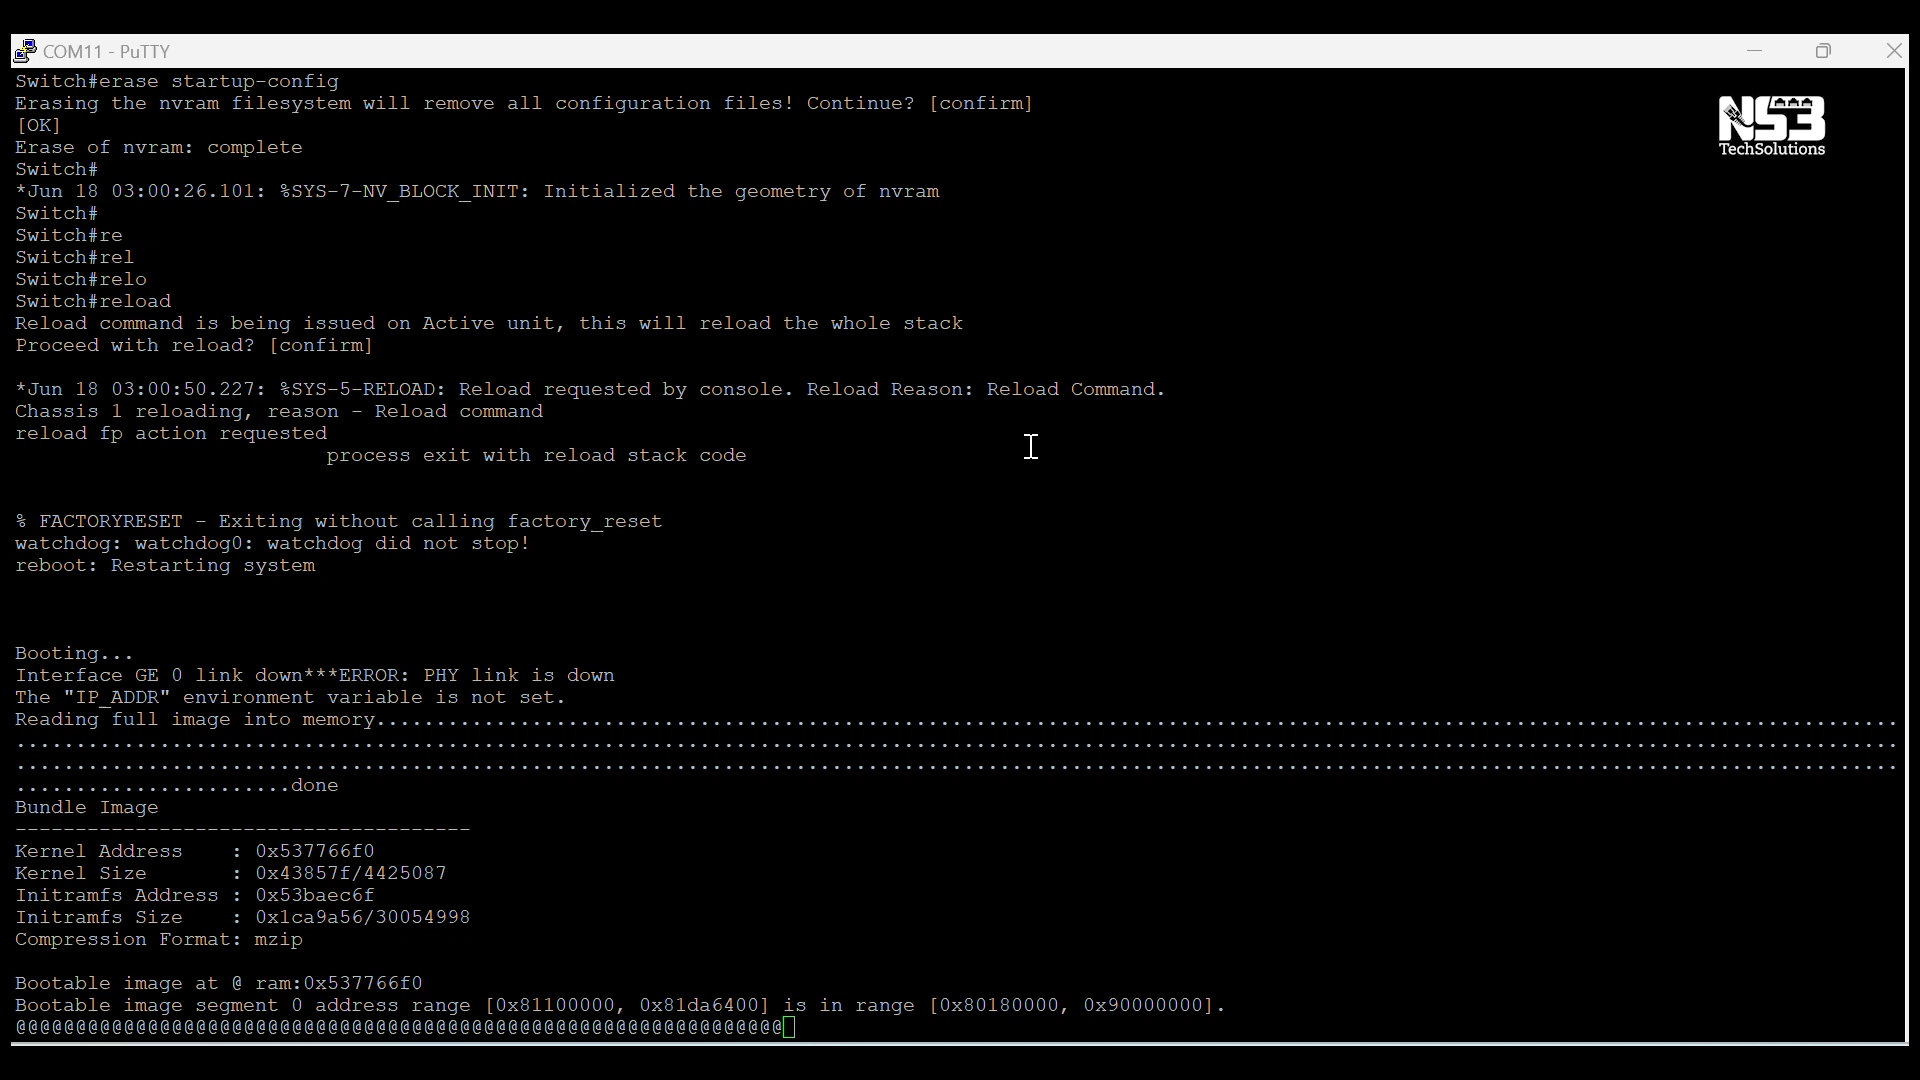 COM11 - PuTTY
Switch#erase startup-config
Erasing the nvram filesystem will remove all configuration files! Continue? [confirm]
[OK]
Erase of nvram: complete
Switch#
*Jun 18 03:00:26.101: %SYS-7-NV_BLOCK_INIT: Initialized the geometry of nvram
Switch#
Switch#re
Switch#rel
Switch#relo
Switch#reload
Reload command is being issued on Active unit, this will reload the whole stack
Proceed with reload? [confirm]
*Jun 18 03:00:50.227: %SYS-5-RELOAD: Reload requested by console. Reload Reason: Reload Command.
Chassis 1 reloading, reason - Reload command
reload fp action requested
process exit with reload stack code
% FACTORYRESET - Exiting without calling factory_reset
watchdog: watchdog0: watchdog did not stop!
reboot: Restarting system
Booting...
Interface GE 0 link down***ERROR: PHY link is down
The "IP_ADDR" environment variable is not set.
Reading full image into memory...............................................................................................................................
.............................................................................................................................................................
.............................................................................................................................................................
.......................done
Bundle Image
--------------------------------------
Kernel Address    : 0x537766f0
Kernel Size       : 0x43857f/4425087
Initramfs Address : 0x53baec6f
Initramfs Size    : 0x1ca9a56/30054998
Compression Format: mzip
Bootable image at @ ram:0x537766f0
Bootable image segment 0 address range [0x81100000, 0x81da6400] is in range [0x80180000, 0x90000000].
@@@@@@@@@@@@@@@@@@@@@@@@@@@@@@@@@@@@@@@@@@@@@@@@@@@@@@@@@@@@@@@@
NS3
TechSolutions